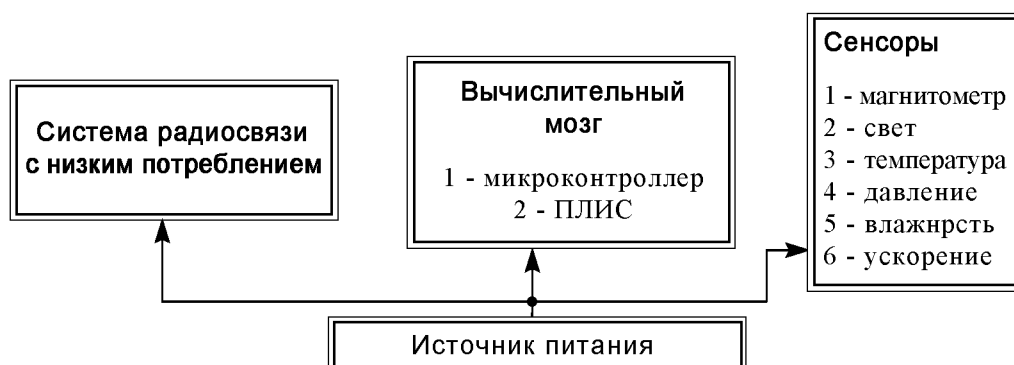 Система радиосвязи
с низким потреблением
Вычислительный
мозг
1 - микроконтроллер
2 - ПЛИС
Сенсоры
1 - магнитометр
2 - свет
3 - температура
4 - давление
5 - влажнрсть
6 - ускорение
Источник питания